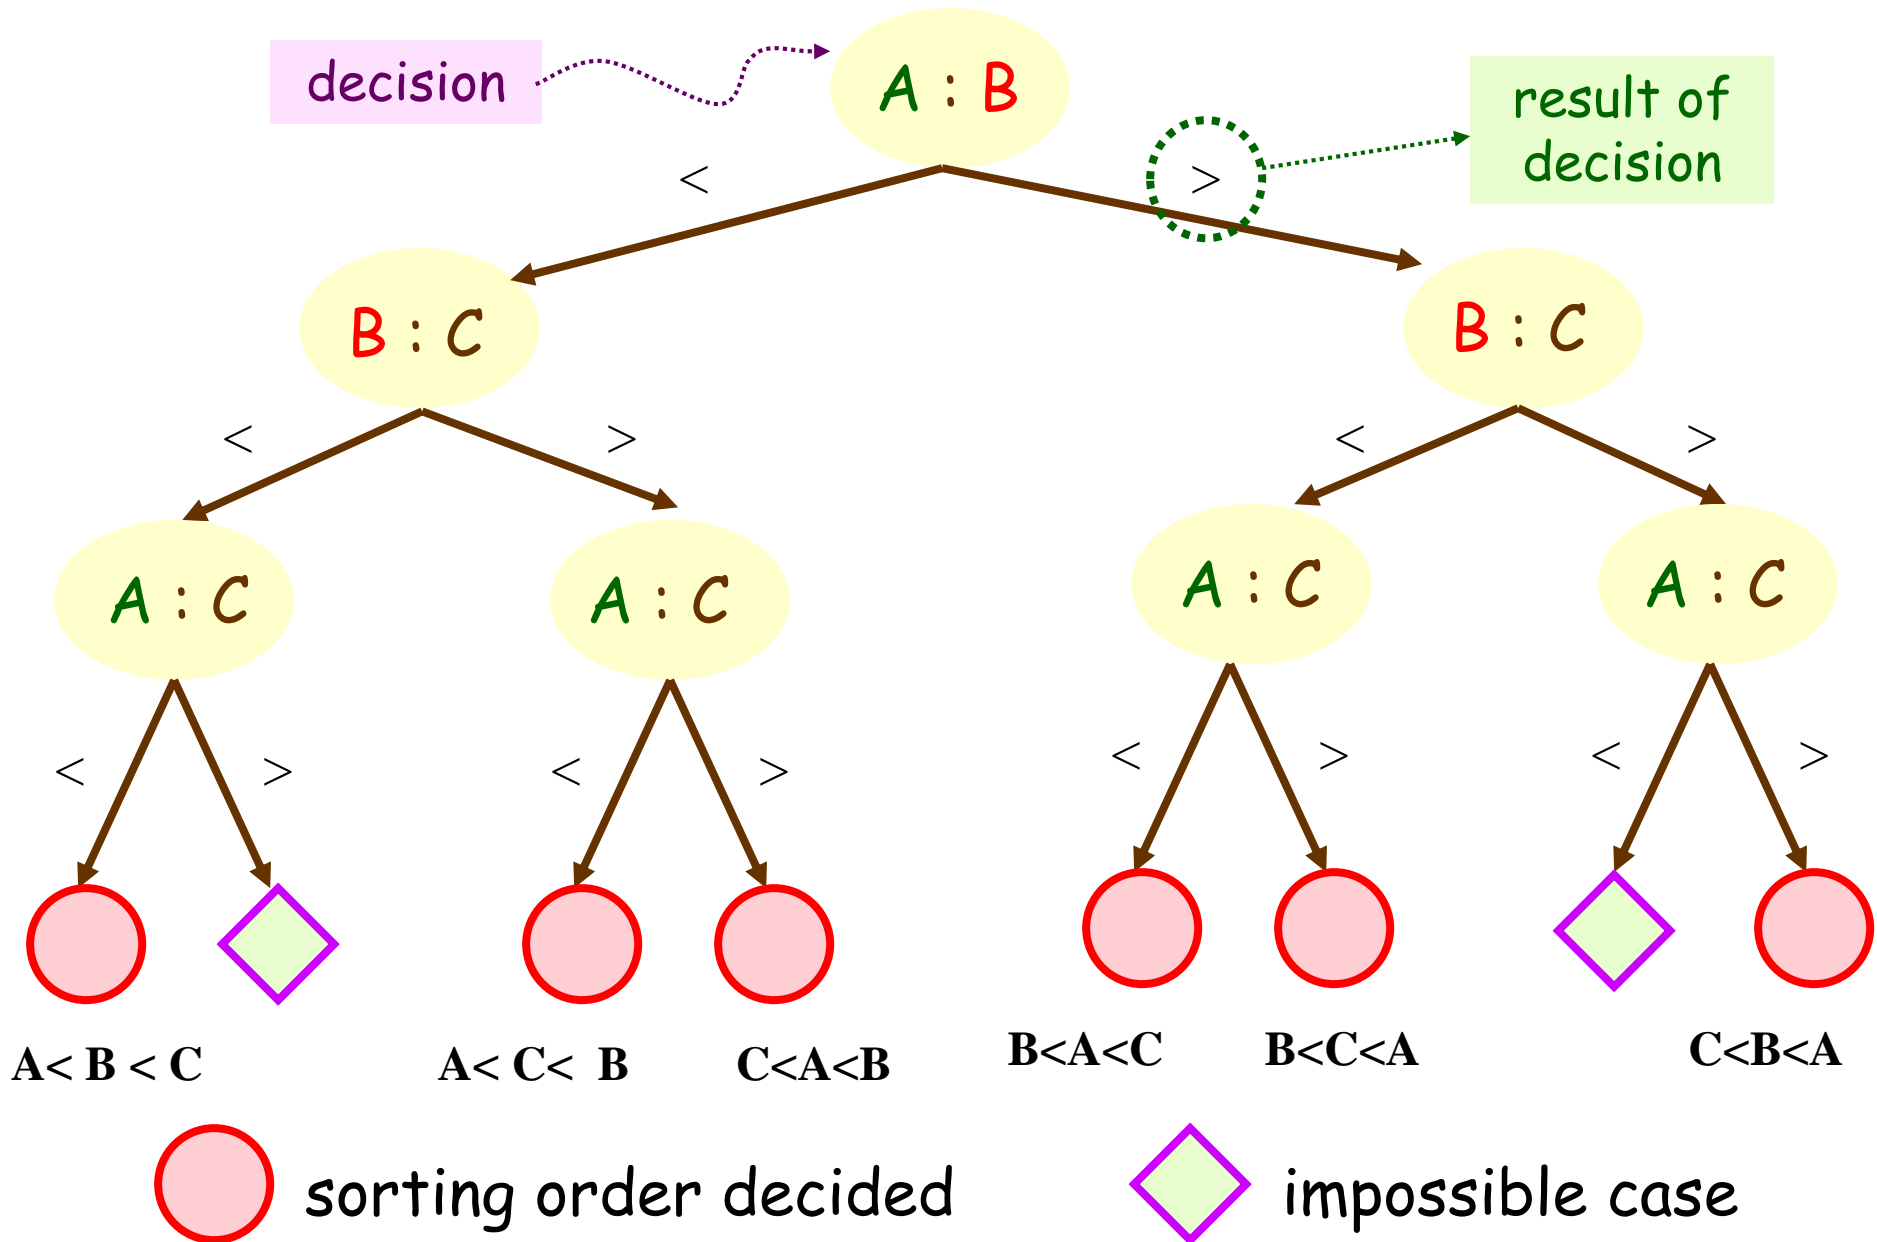 decision
A : B
result of
decision
< >
B : C
B : C
< >
< >
A : C
A : C
A : C
A : C
< >
< >
< >
< >
A< B < C
A< C< B
C<A<B
B<A<C
B<C<A
C<B<A
sorting order decided
impossible case